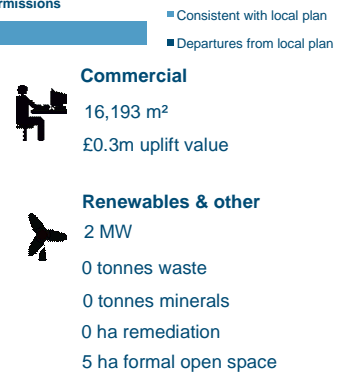 Consistent with local plan
Departures from local plan
Commercial
16,193 m²
£0.3m uplift value
Renewables & other
2 MW
0 tonnes waste
0 tonnes minerals
0 ha remediation
5 ha formal open space